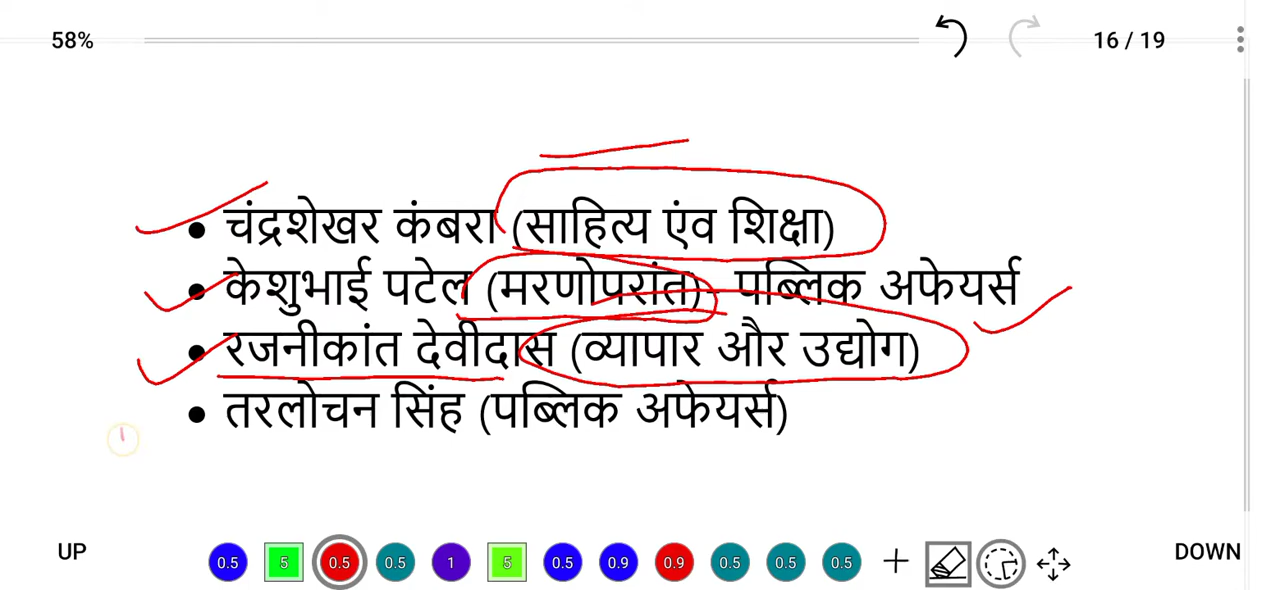 58%
16 / 19
• चंद्रशेखर कंबरा (साहित्य एंव शिक्षा)
• केशुभाई पटेल (मरणोपरांत)- पब्लिक अफेयर्स
• रजनीकांत देवीदास (व्यापार और उद्योग)
• तरलोचन सिंह (पब्लिक अफेयर्स)
UP
0.5 5 0.5 0.5 1 5 0.5 0.9 0.9 0.5 0.5 0.5 +
DOWN